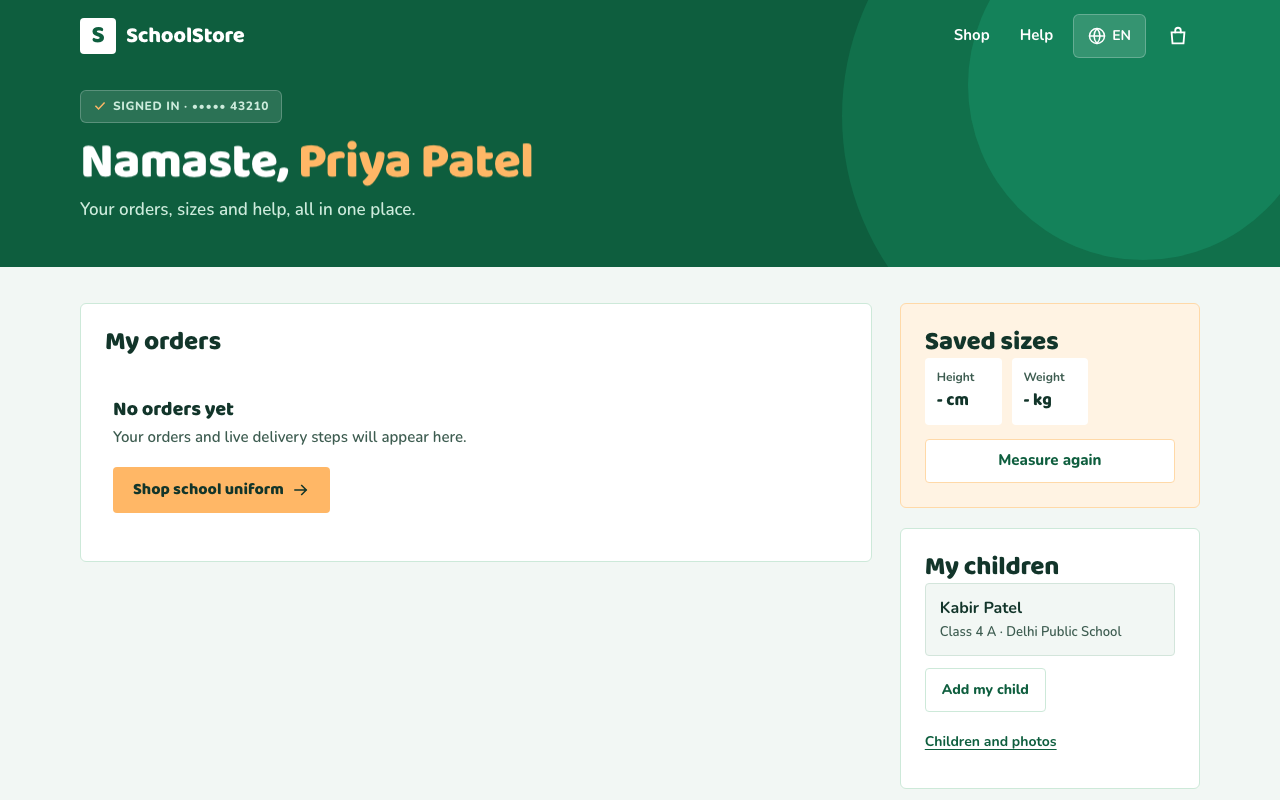 S SchoolStore
Shop Help EN
SIGNED IN · ••••• 43210
Namaste, Priya Patel
Your orders, sizes and help, all in one place.
My orders
No orders yet
Your orders and live delivery steps will appear here.
Shop school uniform →
Saved sizes
Height Weight
- cm - kg
Measure again
My children
Kabir Patel
Class 4 A · Delhi Public School
Add my child
Children and photos